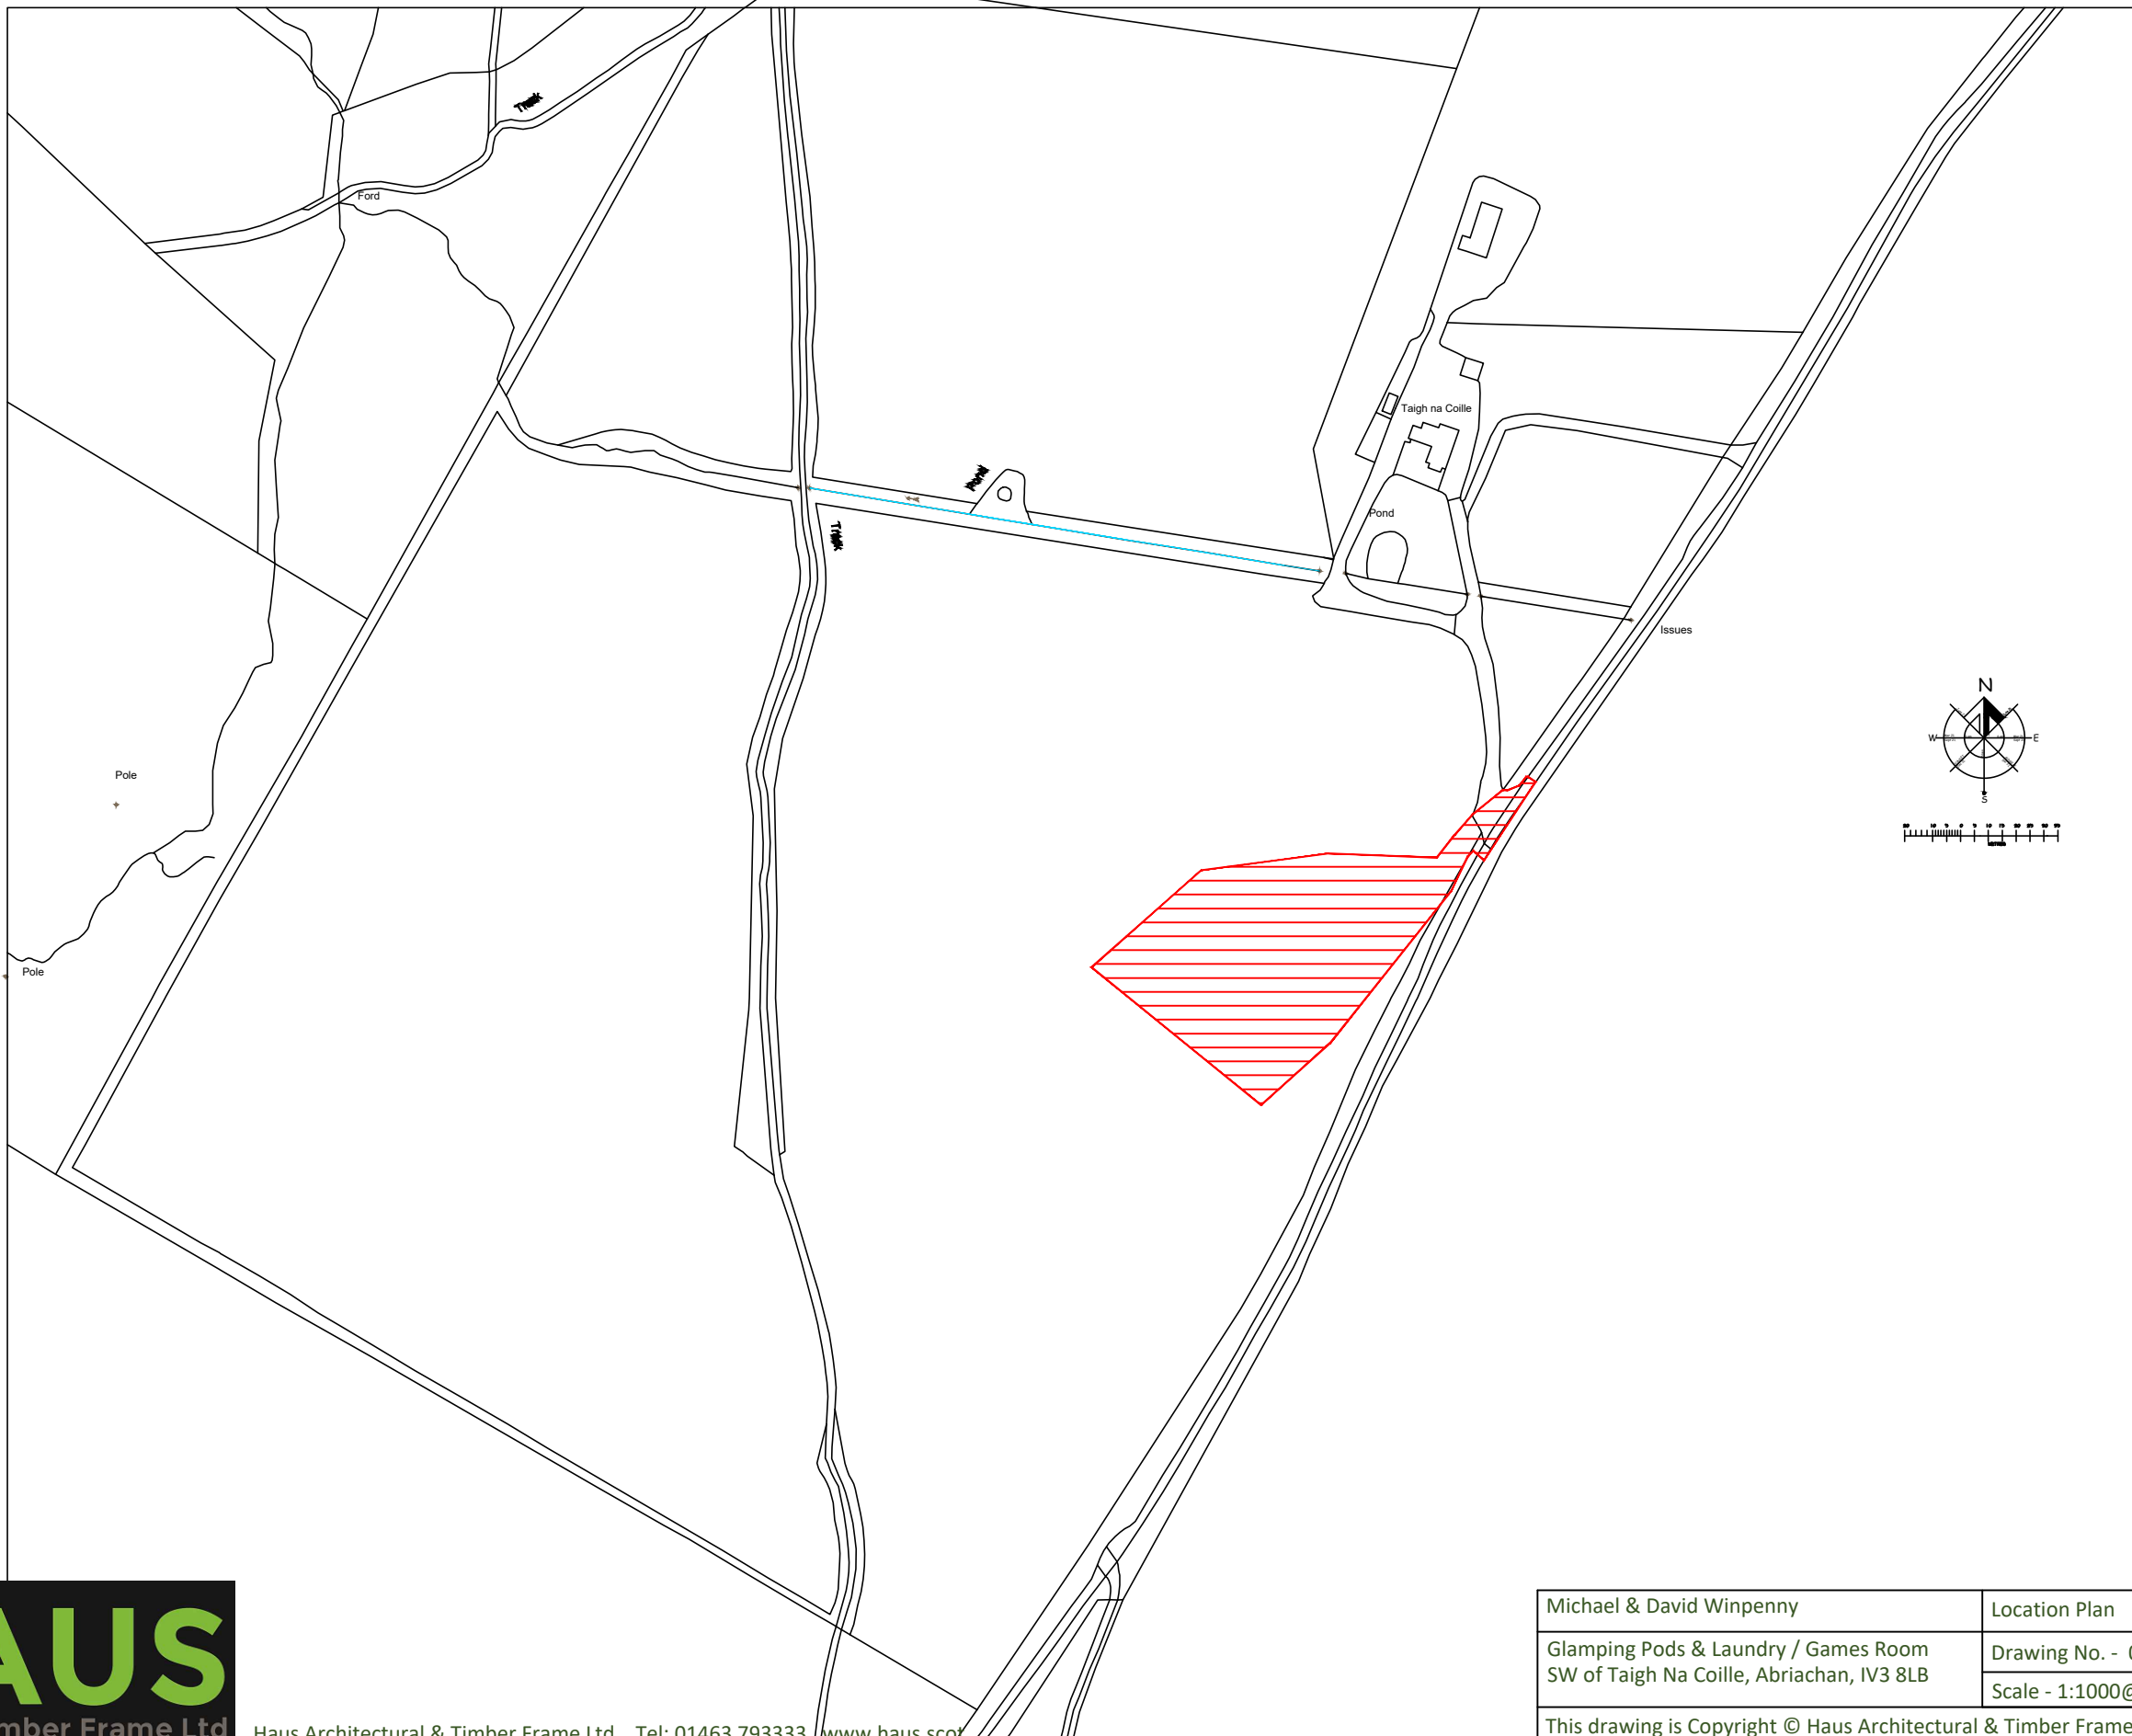 Track
Ford
Taigh na Coille
Pond
Pond
Track
Issues
N
W
E
S
Pole
Pole
AUS
mber Frame Ltd
Haus Architectural & Timber Frame Ltd Tel: 01463 793333 www.haus.scot
Michael & David Winpenny
Location Plan
Glamping Pods & Laundry / Games Room
SW of Taigh Na Coille, Abriachan, IV3 8LB
Drawing No. - 0
Scale - 1:1000@
This drawing is Copyright © Haus Architectural & Timber Frame